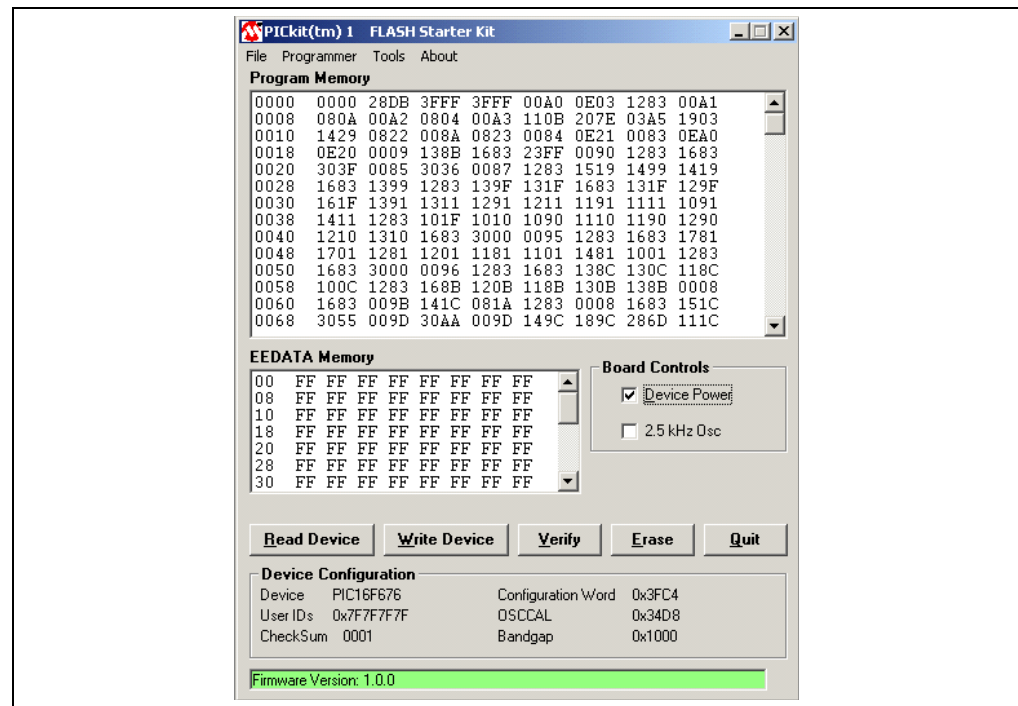 PICkit(tm) 1 FLASH Starter Kit
File Programmer Tools About
Program Memory
0000 0000 28DB 3FFF 3FFF 00A0 0E03 1283 00A1
0008 080A 00A2 0804 00A3 110B 207E 03A5 1903
0010 1429 0822 008A 0823 0084 0E21 0083 0EA0
0018 0E20 0009 138B 1683 23FF 0090 1283 1683
0020 303F 0085 3036 0087 1283 1519 1499 1419
0028 1683 1399 1283 139F 131F 1683 131F 129F
0030 161F 1391 1311 1291 1211 1191 1111 1091
0038 1411 1283 101F 1010 1090 1110 1190 1290
0040 1210 1310 1683 3000 0095 1283 1683 1781
0048 1701 1281 1201 1181 1101 1481 1001 1283
0050 1683 3000 0096 1283 1683 138C 130C 118C
0058 100C 1283 168B 120B 118B 130B 138B 0008
0060 1683 009B 141C 081A 1283 0008 1683 151C
0068 3055 009D 30AA 009D 149C 189C 286D 111C
EEDATA Memory
00 FF FF FF FF FF FF FF FF
08 FF FF FF FF FF FF FF FF
10 FF FF FF FF FF FF FF FF
18 FF FF FF FF FF FF FF FF
20 FF FF FF FF FF FF FF FF
28 FF FF FF FF FF FF FF FF
30 FF FF FF FF FF FF FF FF
Board Controls
Device Power
2.5 kHz Osc
Read Device Write Device Verify Erase Quit
Device Configuration
Device PIC16F676 Configuration Word 0x3FC4
User IDs 0x7F7F7F7F OSCCAL 0x34D8
CheckSum 0001 Bandgap 0x1000
Firmware Version: 1.0.0